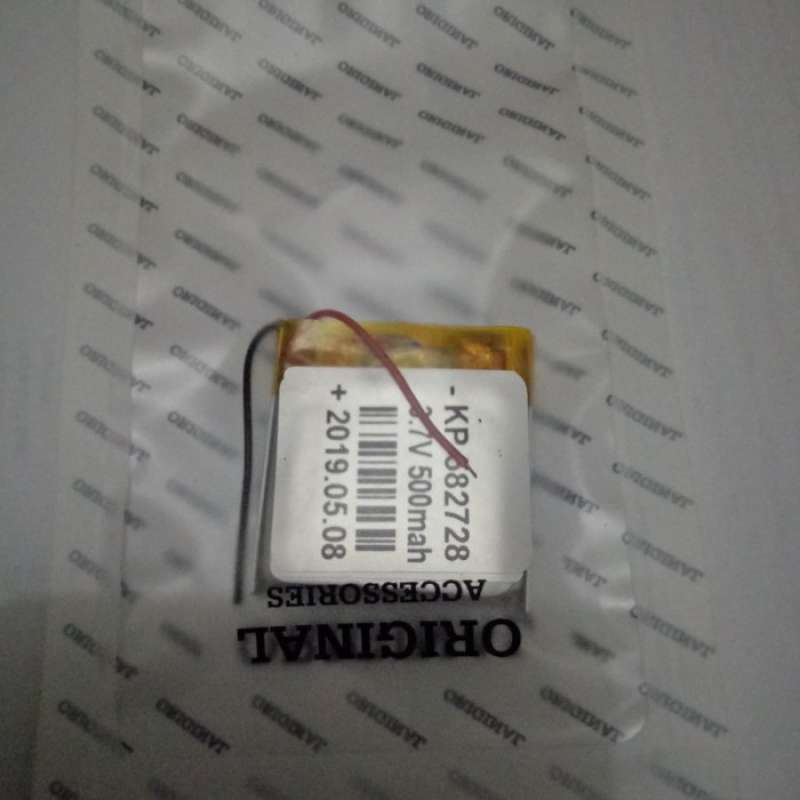 - KP 682728
3.7V 500mah
+ 2019.05.08
ORIGINAL
ACCESSORIES